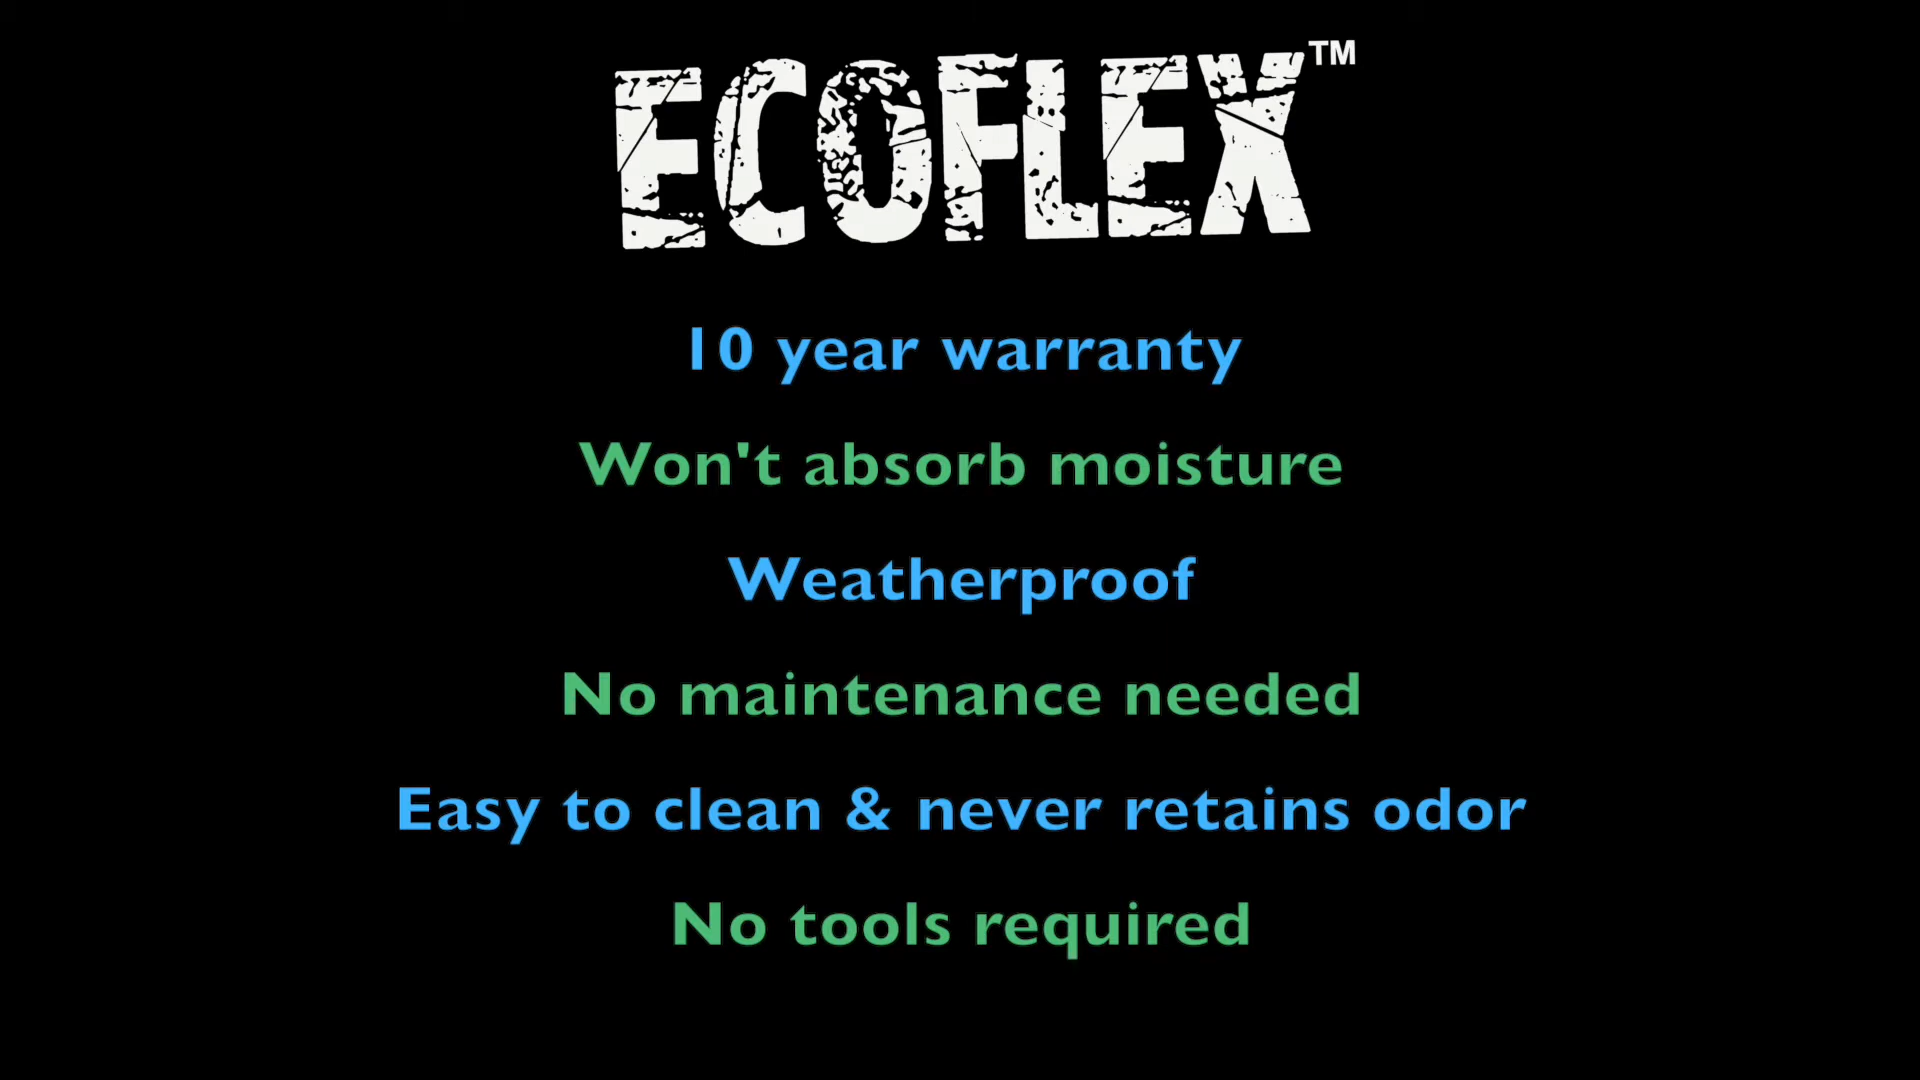 ECOFLEX™
10 year warranty
Won't absorb moisture
Weatherproof
No maintenance needed
Easy to clean & never retains odor
No tools required